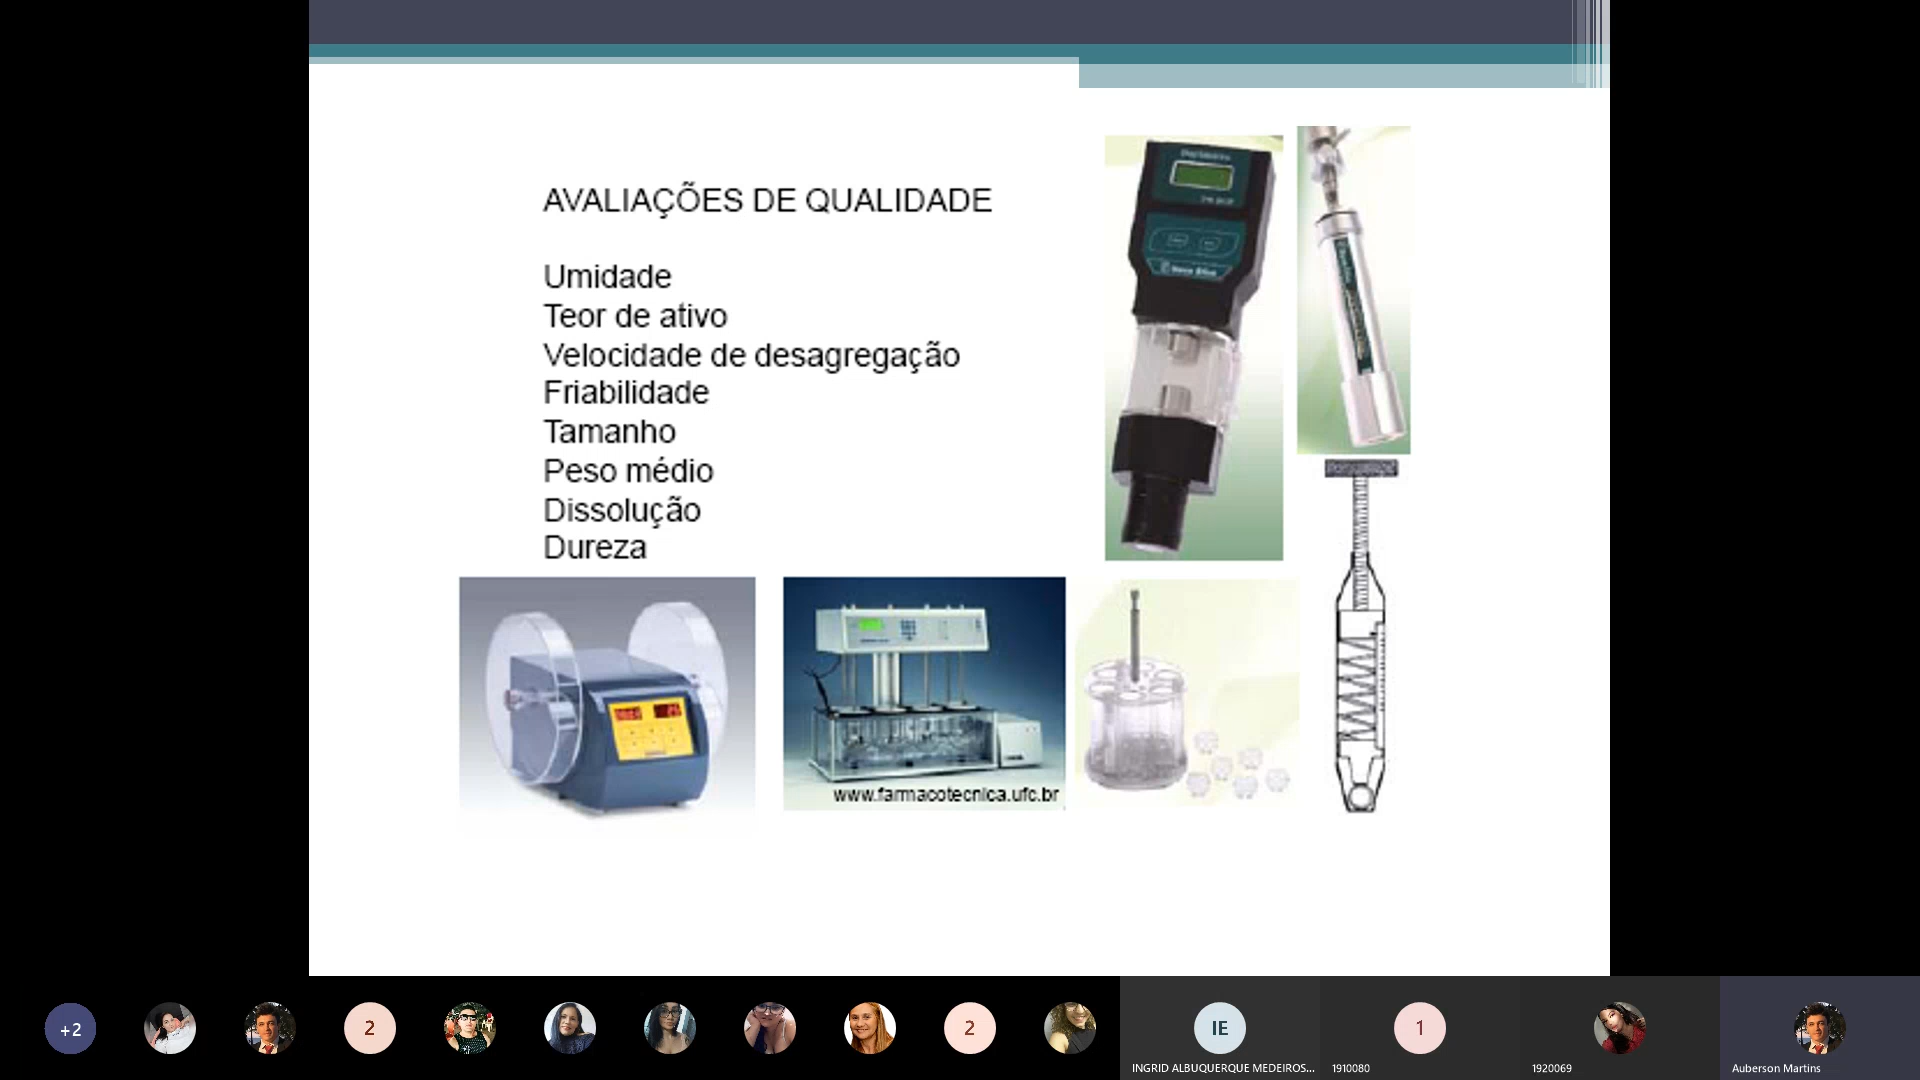 AVALIAÇÕES DE QUALIDADE
Umidade
Teor de ativo
Velocidade de desagregação
Friabilidade
Tamanho
Peso médio
Dissolução
Dureza
www.farmacotecnica.ufc.br
+2
2
2
IE
1
INGRID ALBUQUERQUE MEDEIROS...
1910080
1920069
Auberson Martins